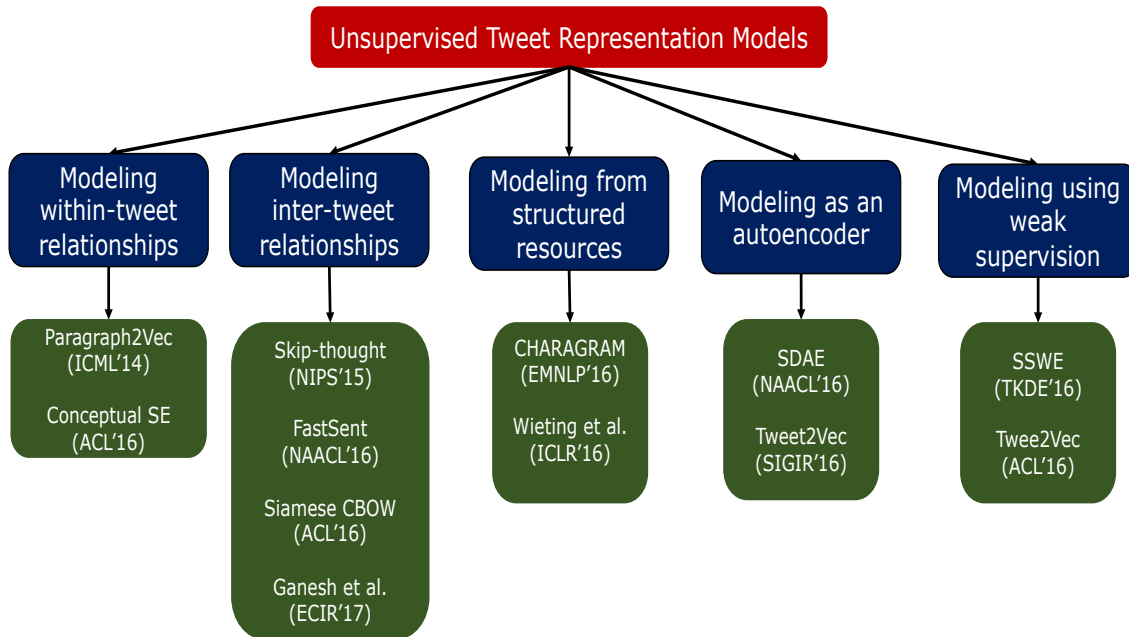 Unsupervised Tweet Representation Models
Modeling
within-tweet
relationships
Modeling
inter-tweet
relationships
Modeling from
structured
resources
Modeling as an
autoencoder
Modeling using
weak
supervision
Paragraph2Vec
(ICML’14)
Conceptual SE
(ACL’16)
Skip-thought
(NIPS’15)
FastSent
(NAACL’16)
Siamese CBOW
(ACL’16)
Ganesh et al.
(ECIR’17)
CHARAGRAM
(EMNLP’16)
Wieting et al.
(ICLR’16)
SDAE
(NAACL’16)
Tweet2Vec
(SIGIR’16)
SSWE
(TKDE’16)
Twee2Vec
(ACL’16)